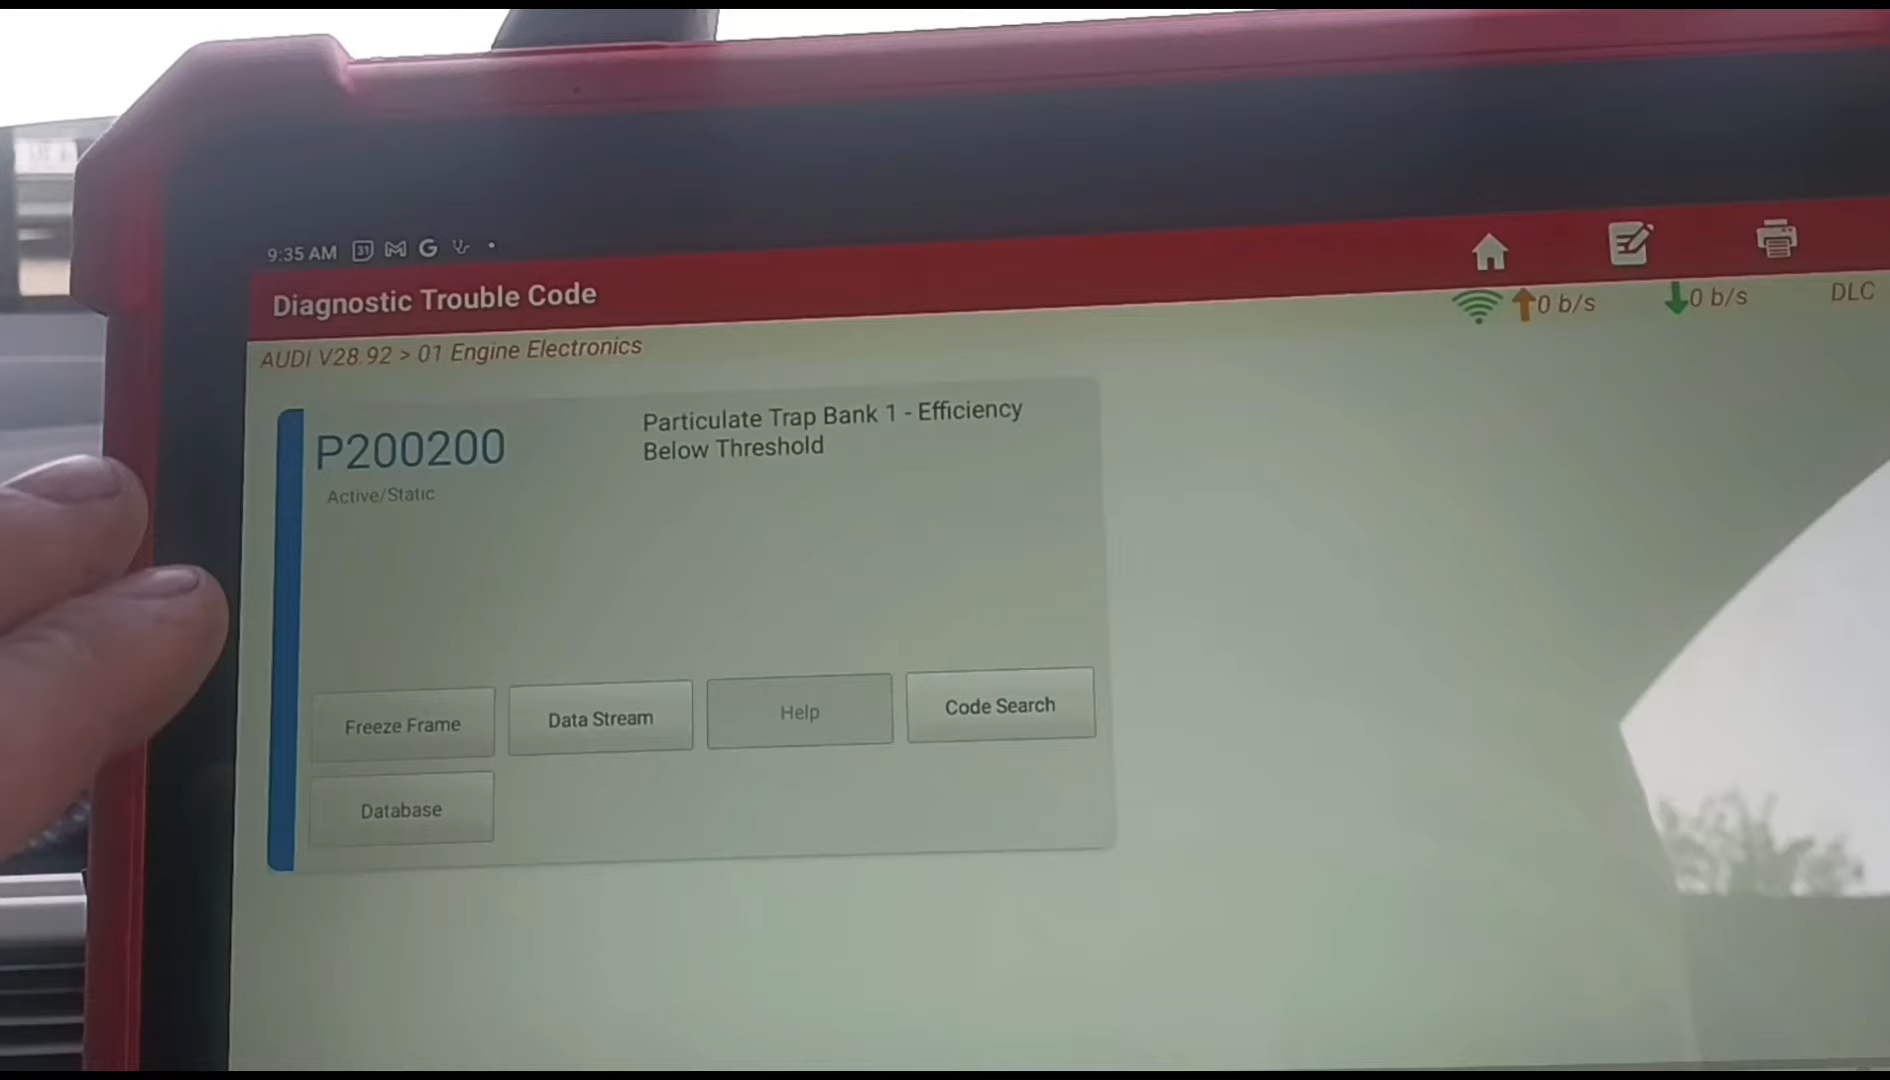 9:35 AM 31 M G
Diagnostic Trouble Code
0 b/s 0 b/s DLC
AUDI V28.92 > 01 Engine Electronics
P200200
Particulate Trap Bank 1 - Efficiency
Below Threshold
Active/Static
Freeze Frame
Data Stream
Help
Code Search
Database